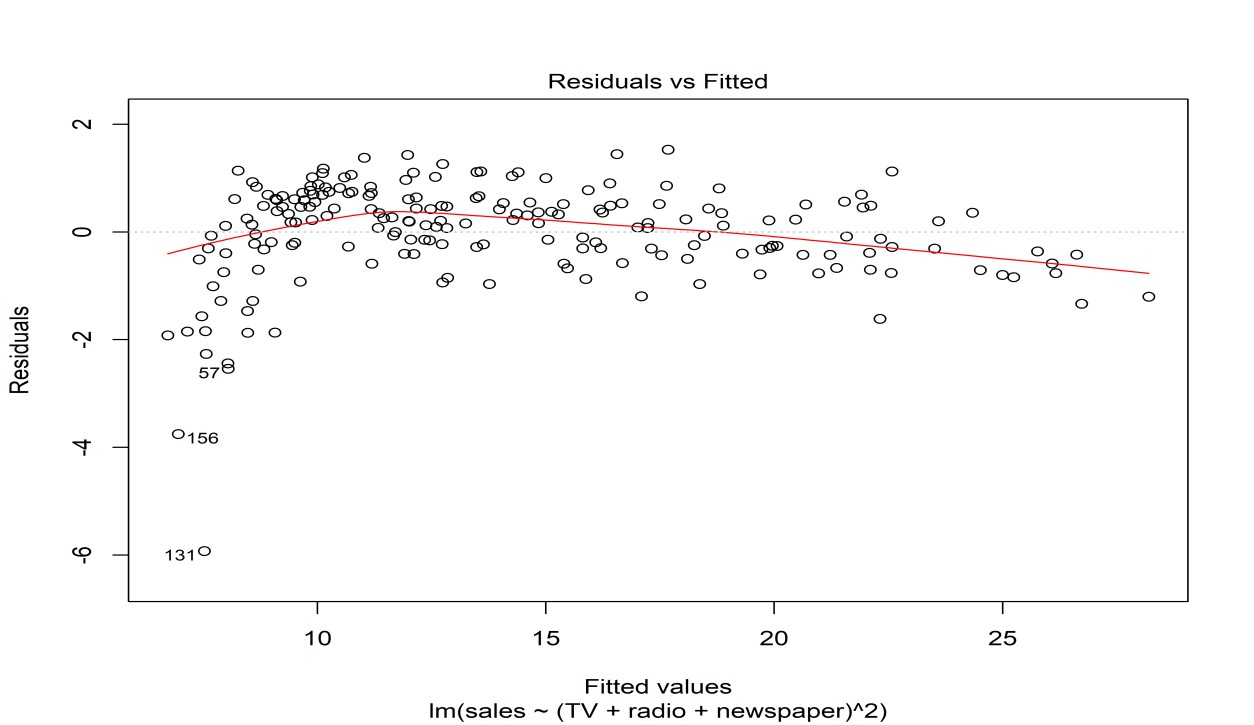 Residuals vs Fitted
2
0
-2
-4
-6
Residuals
57
156
131
10 15 20 25
Fitted values
lm(sales ~ (TV + radio + newspaper)^2)